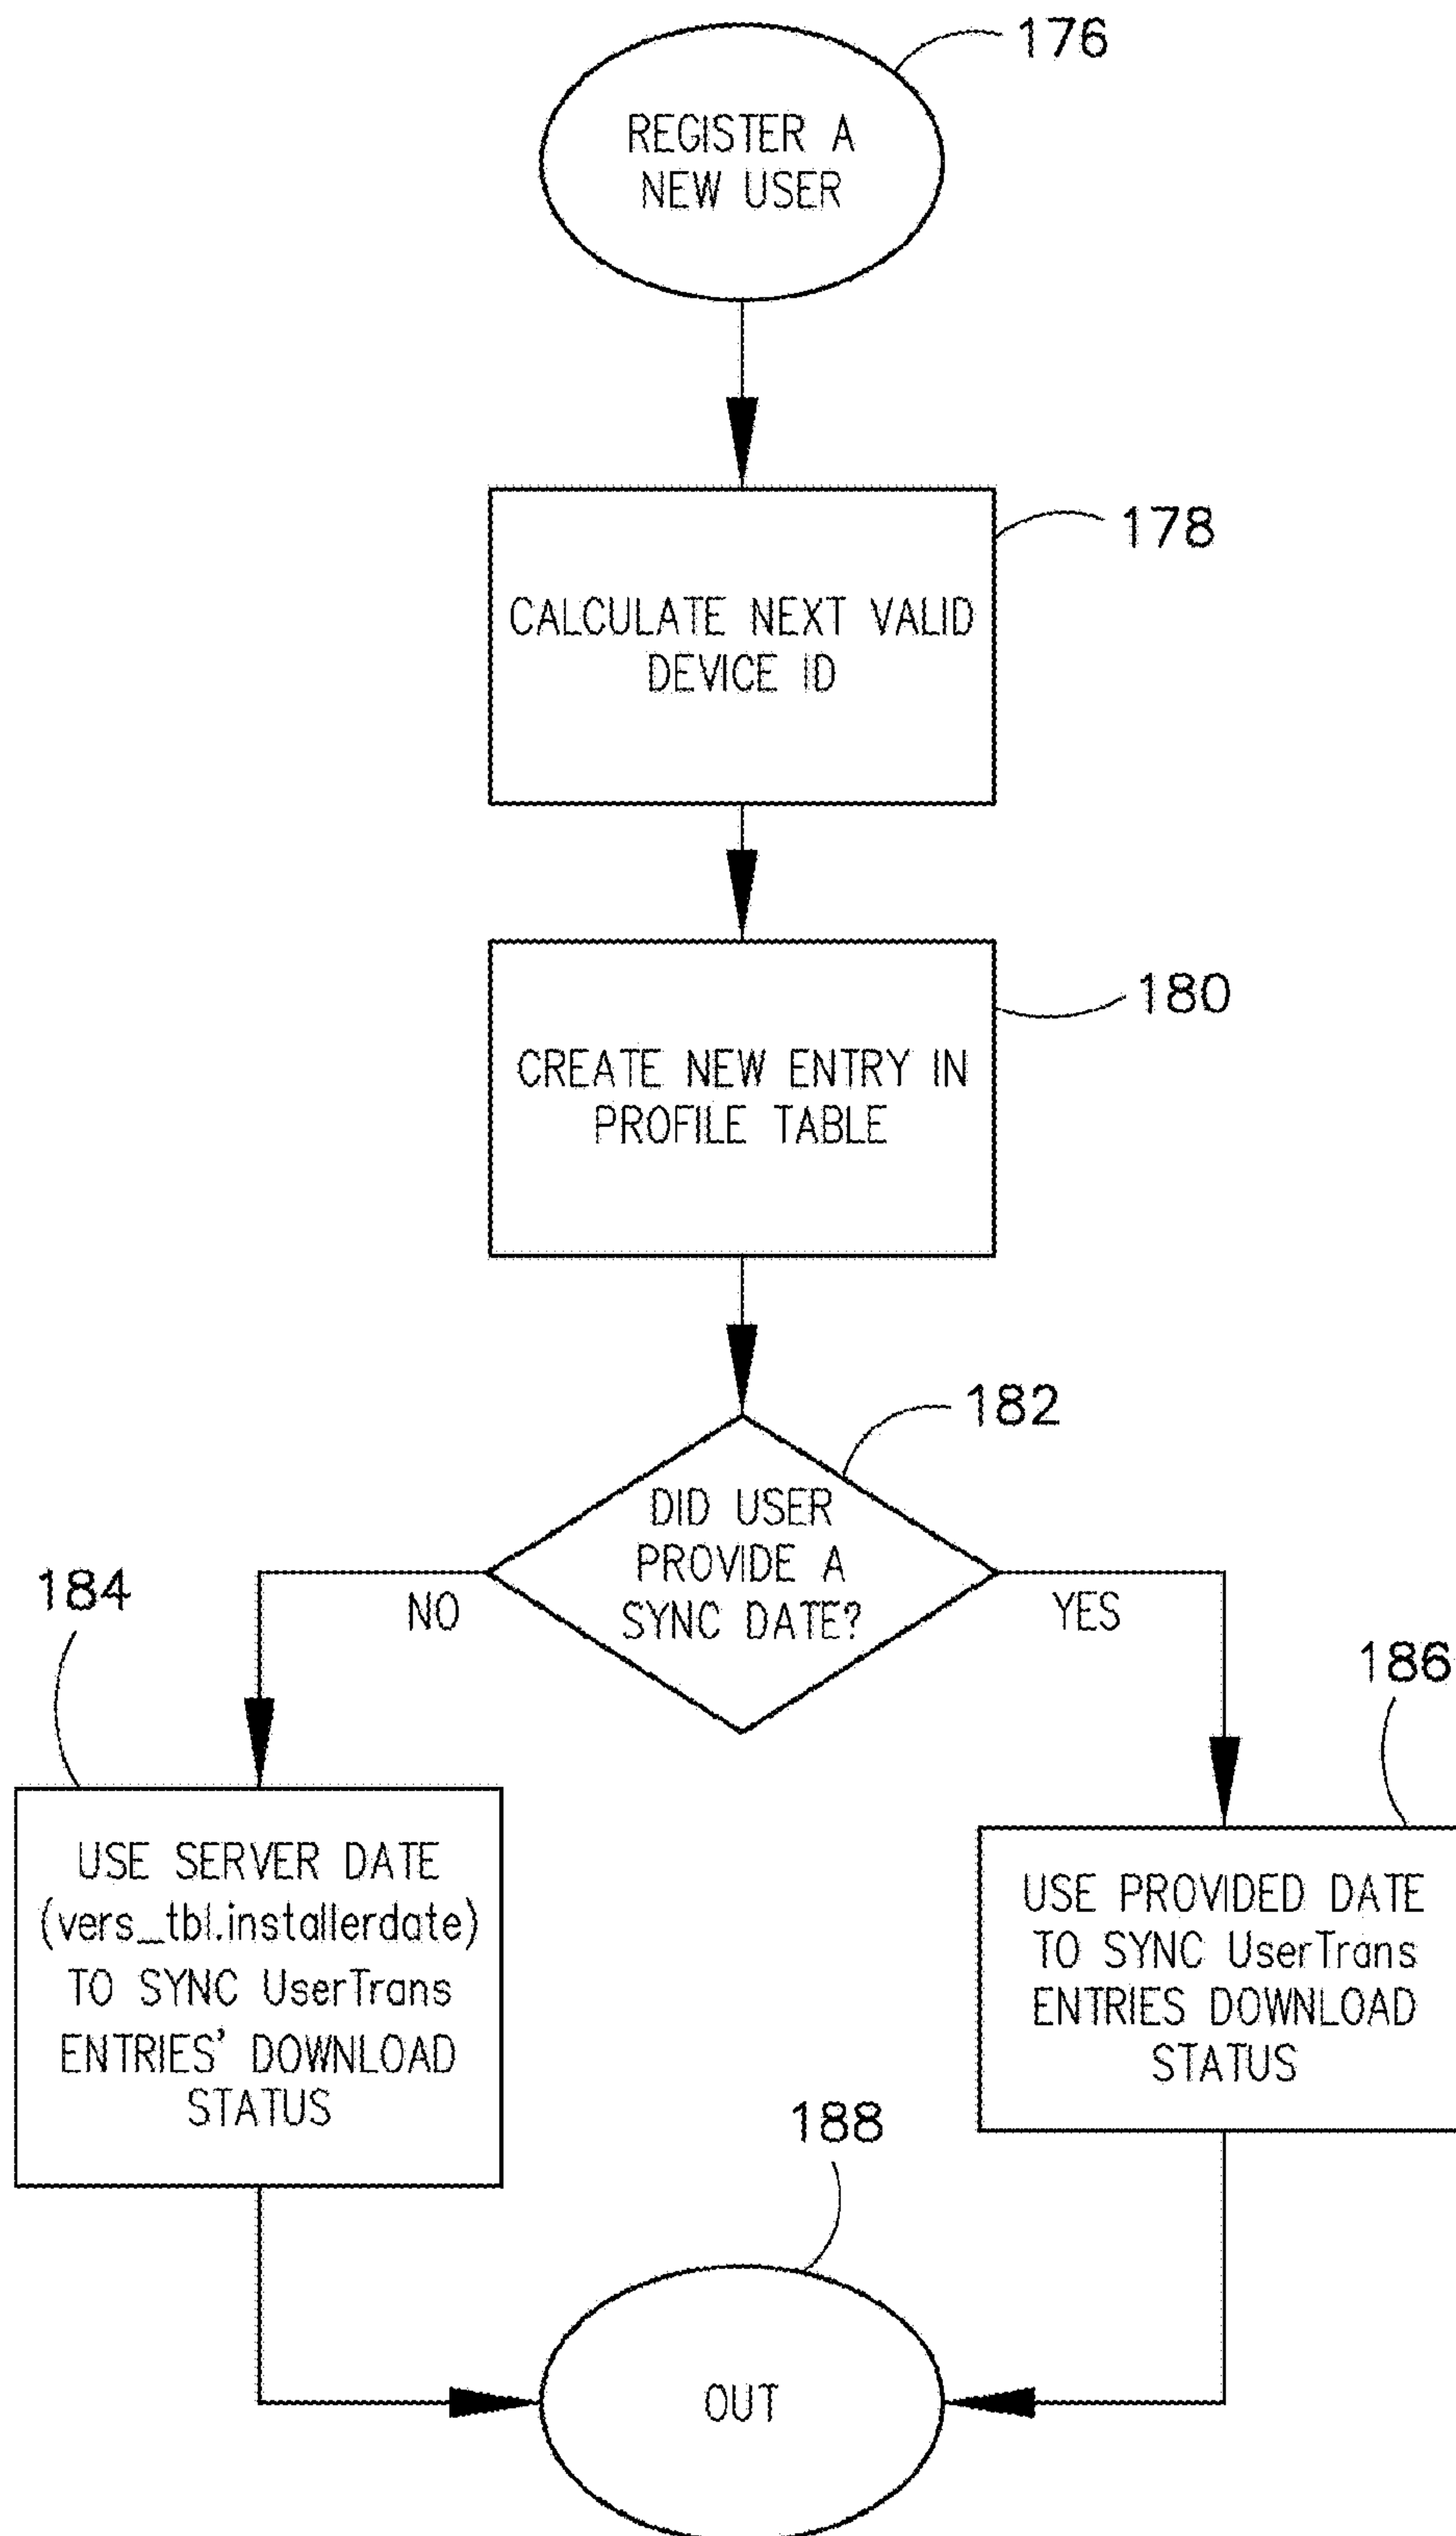 176
REGISTER A
NEW USER
178
CALCULATE NEXT VALID
DEVICE ID
180
CREATE NEW ENTRY IN
PROFILE TABLE
182
DID USER
PROVIDE A
SYNC DATE?
NO
YES
184
186
USE SERVER DATE
(vers_tbl.installerdate)
TO SYNC UserTrans
ENTRIES' DOWNLOAD
STATUS
USE PROVIDED DATE
TO SYNC UserTrans
ENTRIES DOWNLOAD
STATUS
188
OUT